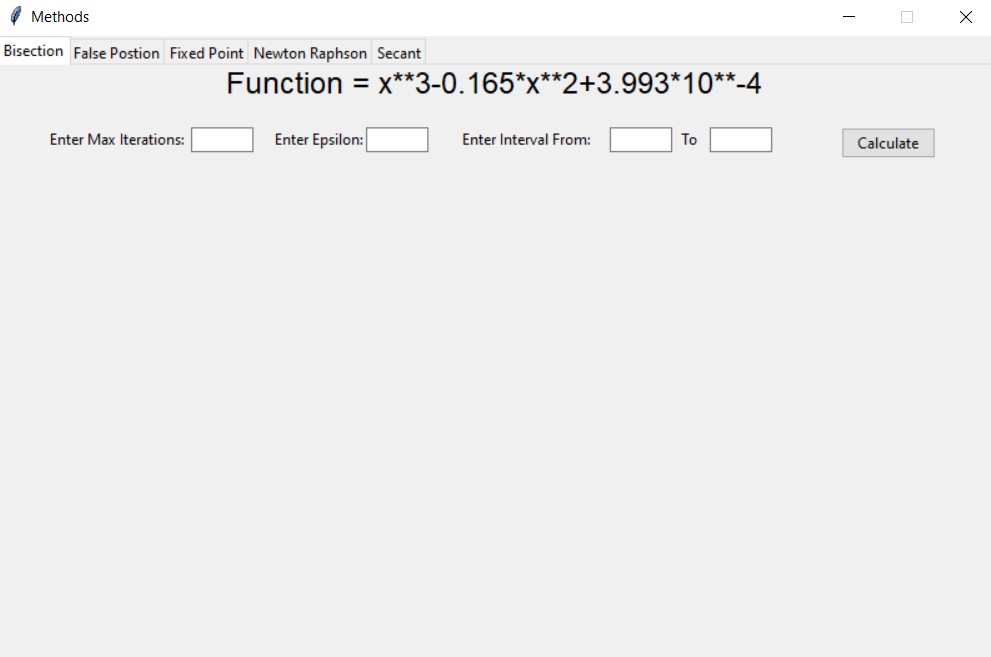 Methods
Bisection False Postion Fixed Point Newton Raphson Secant
Function = x**3-0.165*x**2+3.993*10**-4
Enter Max Iterations: Enter Epsilon: Enter Interval From: To Calculate